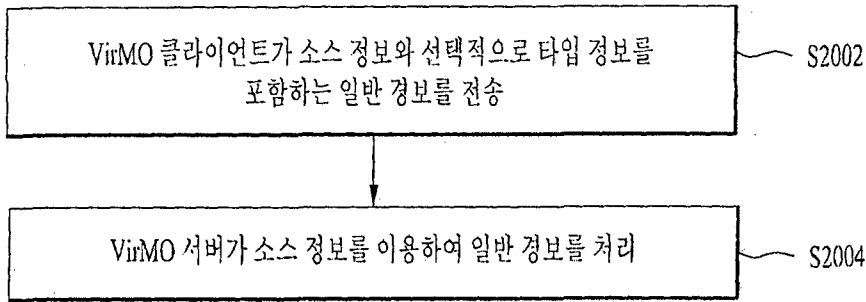 VirMO 클라이언트가 소스 정보와 선택적으로 타입 정보를
포함하는 일반 경보를 전송
S2002
VirMO 서버가 소스 정보를 이용하여 일반 경보를 처리
S2004